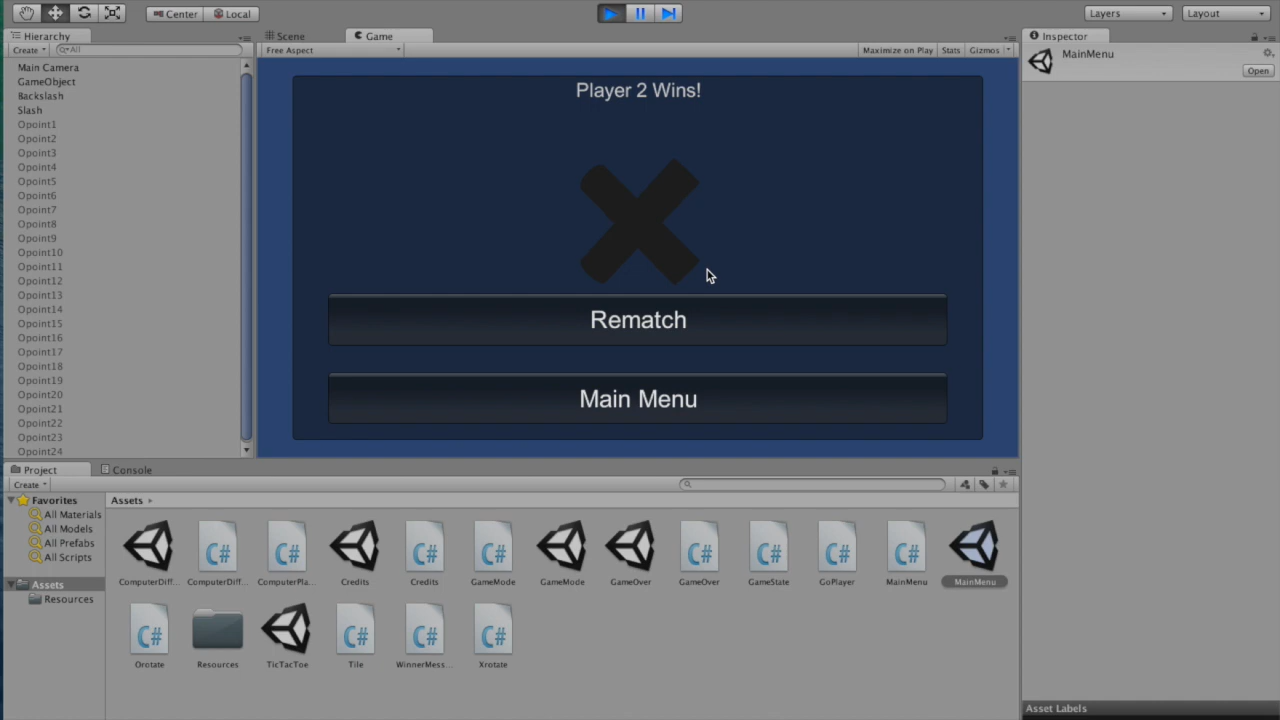 Center Local
Layers Layout
Hierarchy
Create All
Main Camera
GameObject
Backslash
Slash
Opoint1
Opoint2
Opoint3
Opoint4
Opoint5
Opoint6
Opoint7
Opoint8
Opoint9
Opoint10
Opoint11
Opoint12
Opoint13
Opoint14
Opoint15
Opoint16
Opoint17
Opoint18
Opoint19
Opoint20
Opoint21
Opoint22
Opoint23
Opoint24
Scene Game
Free Aspect Maximize on Play Stats Gizmos
Player 2 Wins!
Rematch
Main Menu
Inspector
MainMenu
Open
Project Console
Create
Favorites
All Materials
All Models
All Prefabs
All Scripts
Assets
Resources
Assets
C# C# C# C# C# C# C# C#
ComputerDiff... ComputerDiff... ComputerPla... Credits Credits GameMode GameMode GameOver GameOver GameState GoPlayer MainMenu MainMenu
C# C# C# C#
Orotate Resources TicTacToe Tile WinnerMess... Xrotate
Asset Labels